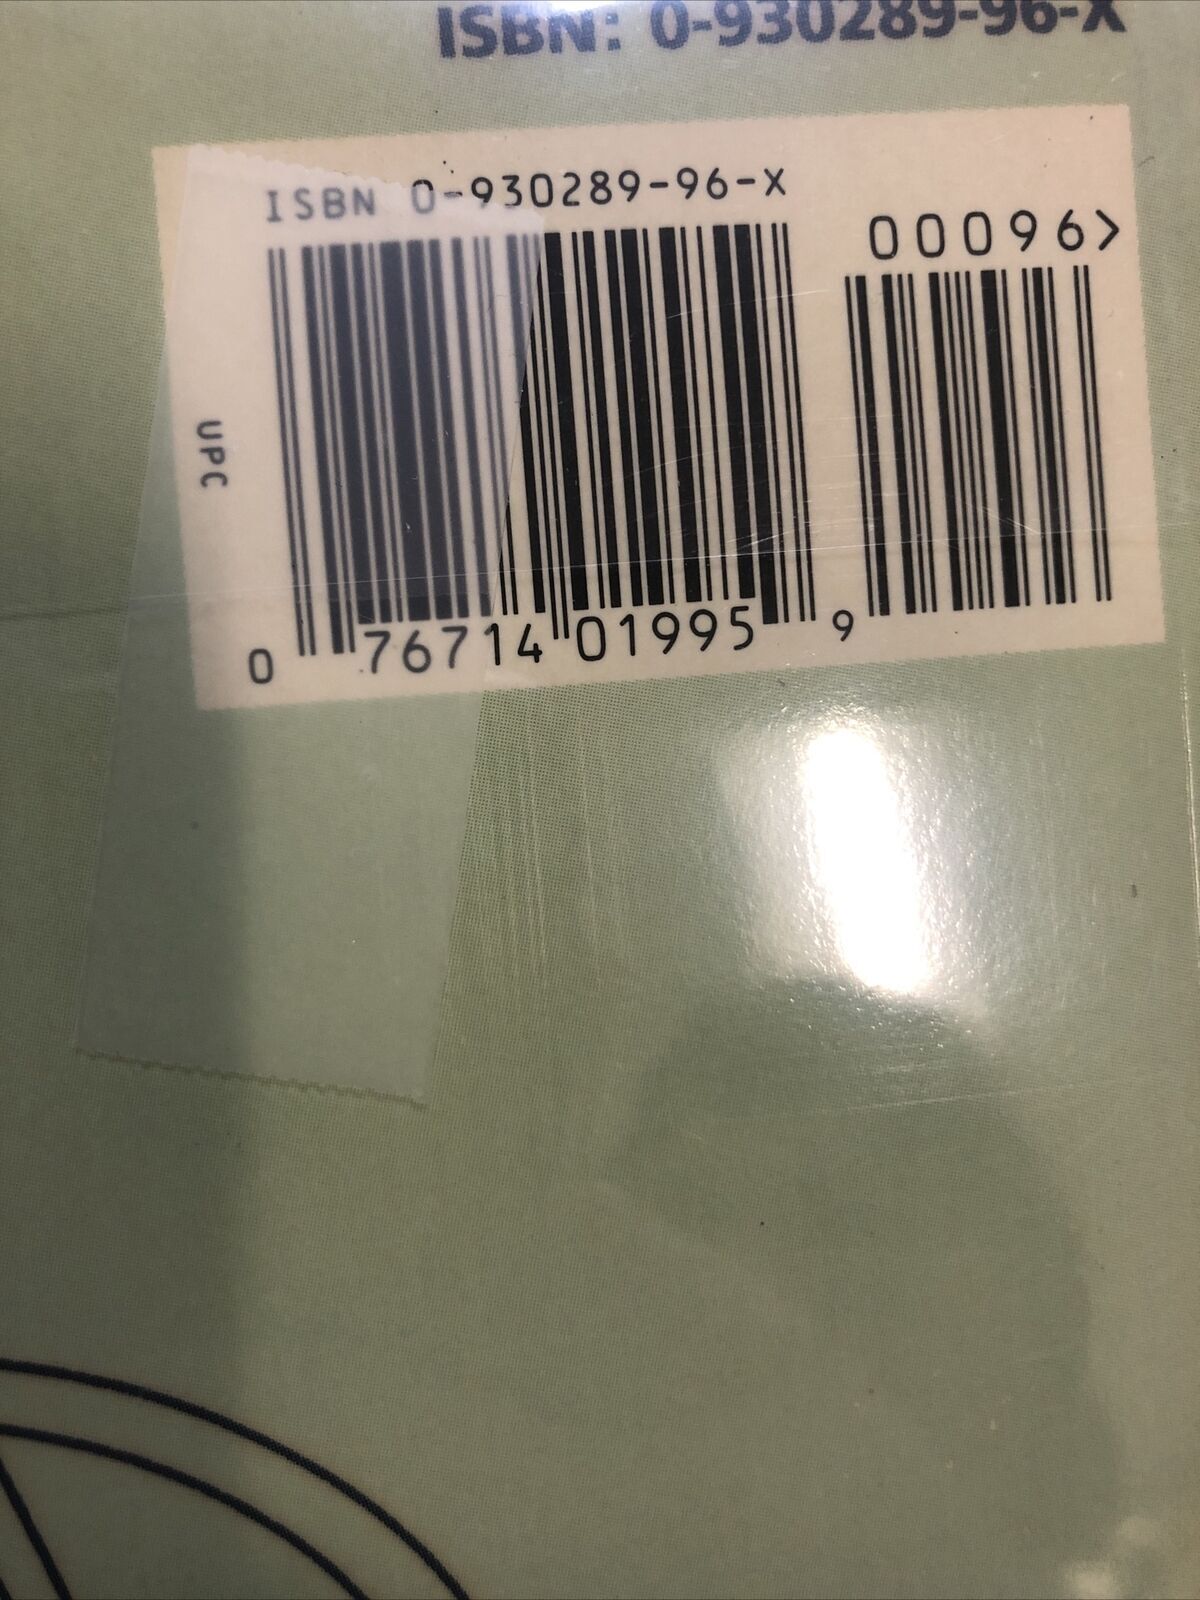 ISBN: 0-930289-96-X
ISBN 0-930289-96-X
00096>
UPC
0 76714 01995 9